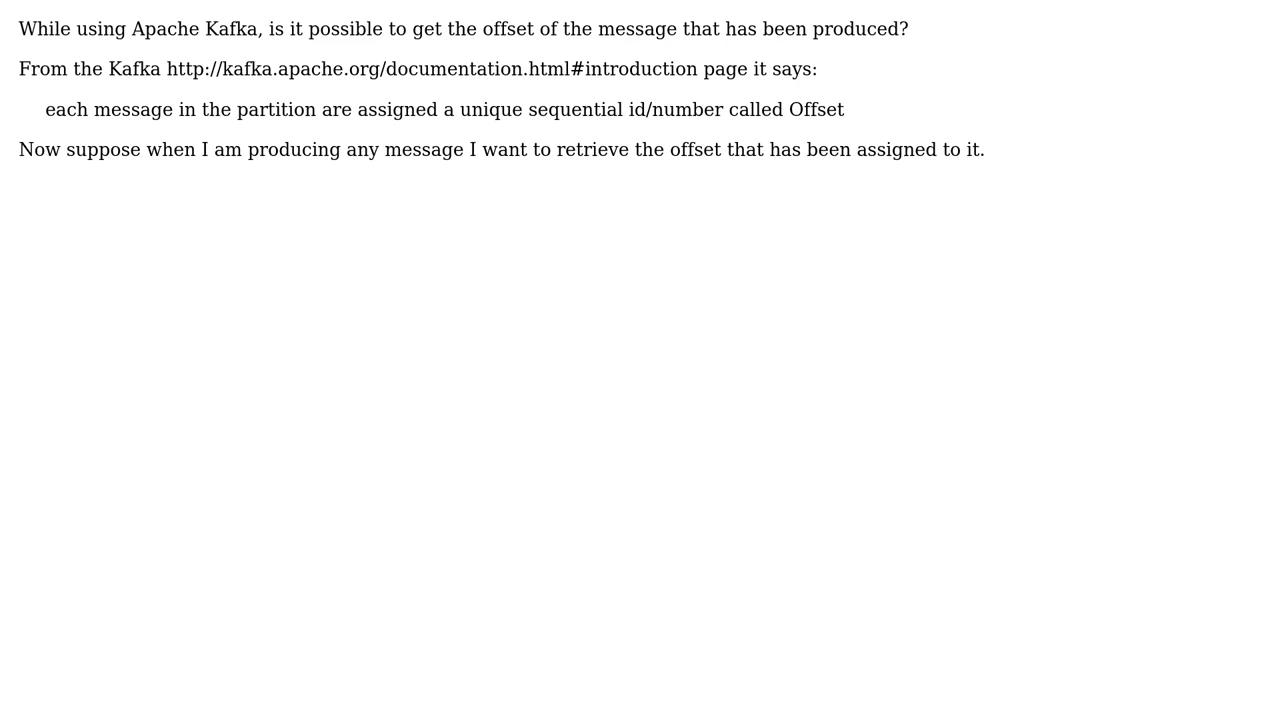 While using Apache Kafka, is it possible to get the offset of the message that has been produced?
From the Kafka http://kafka.apache.org/documentation.html#introduction page it says:
each message in the partition are assigned a unique sequential id/number called Offset
Now suppose when I am producing any message I want to retrieve the offset that has been assigned to it.